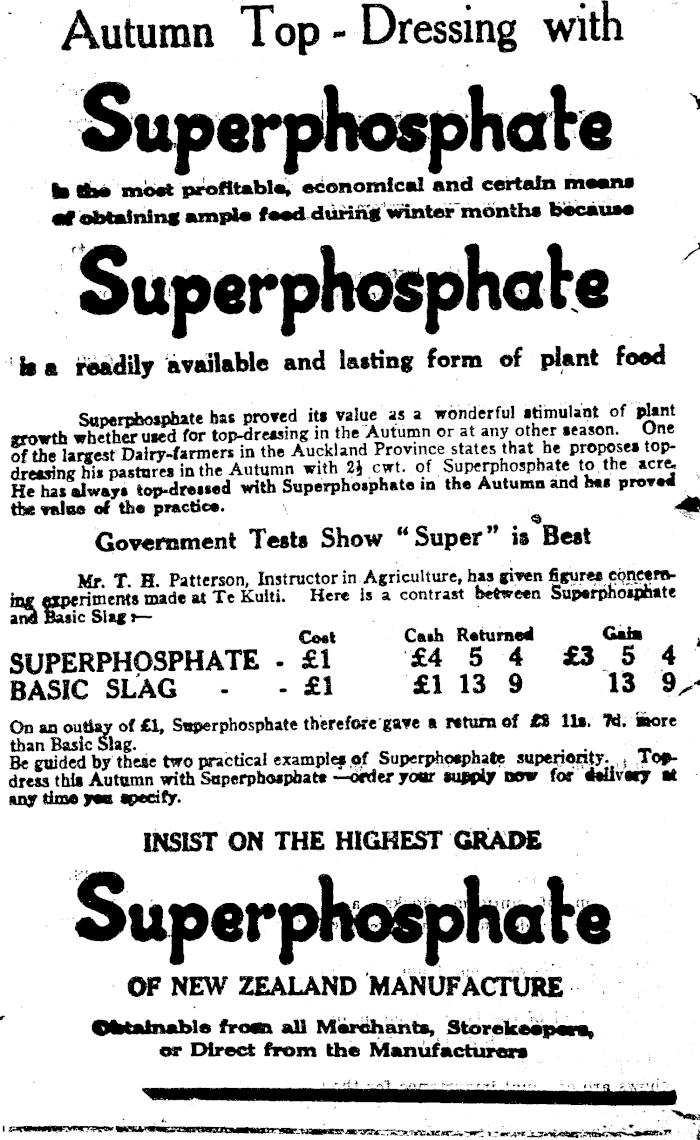 Autumn Top - Dressing with
Superphosphate
Is the most profitable, economical and certain means
of obtaining ample feed during winter months because
Superphosphate
is a readily available and lasting form of plant food
Superphosphate has proved its value as a wonderful stimulant of plant
growth whether used for top-dressing in the Autumn or at any other season. One
of the largest Dairy-farmers in the Auckland Province states that he proposes top-
dressing his pastures in the Autumn with 2½ cwt. of Superphosphate to the acre.
He has always top-dressed with Superphosphate in the Autumn and has proved
the value of the practice.
Government Tests Show "Super" is Best
Mr. T. H. Patterson, Instructor in Agriculture, has given figures concern-
ing experiments made at Te Kulti. Here is a contrast between Superphosphate
and Basic Slag :—
Cost Cash Returned Gain
SUPERPHOSPHATE - £1 £4 5 4 £3 5 4
BASIC SLAG - - £1 £1 13 9 13 9
On an outlay of £1, Superphosphate therefore gave a return of £3 11s. 7d. more
than Basic Slag.
Be guided by these two practical examples of Superphosphate superiority. Top-
dress this Autumn with Superphosphate —order your supply now for delivery at
any time you specify.
INSIST ON THE HIGHEST GRADE
Superphosphate
OF NEW ZEALAND MANUFACTURE
Obtainable from all Merchants, Storekeepers,
or Direct from the Manufacturers